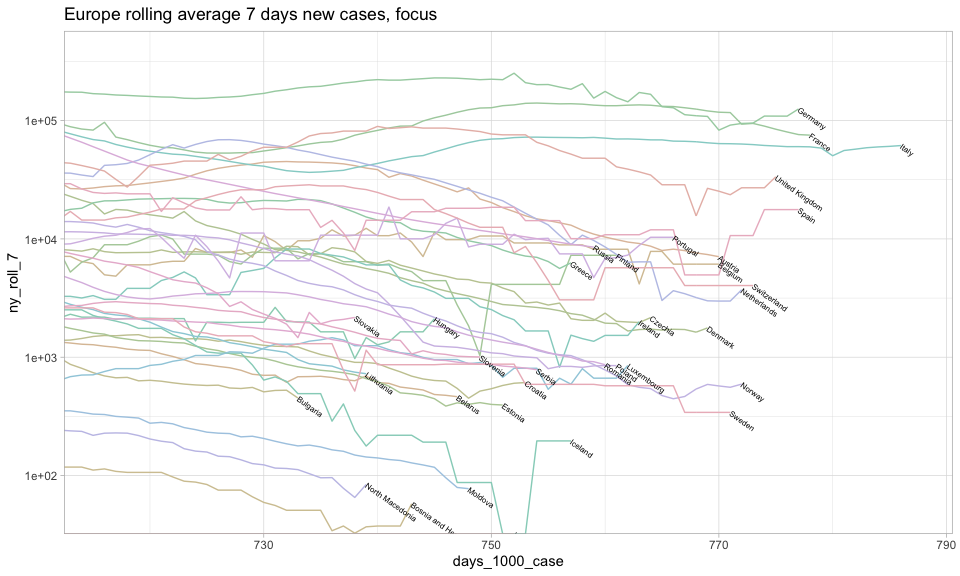 Europe rolling average 7 days new cases, focus
ny_roll_7
1e+05
1e+04
1e+03
1e+02
Germany
France
Italy
United Kingdom
Spain
Portugal
Russia
Finland
Greece
Austria
Belgium
Switzerland
Netherlands
Slovakia
Hungary
Czechia
Ireland
Denmark
Slovenia
Serbia
Croatia
Romania
Poland
Luxembourg
Norway
Lithuania
Belarus
Estonia
Bulgaria
Sweden
Iceland
Moldova
North Macedonia
Bosnia and He
730
750
770
790
days_1000_case